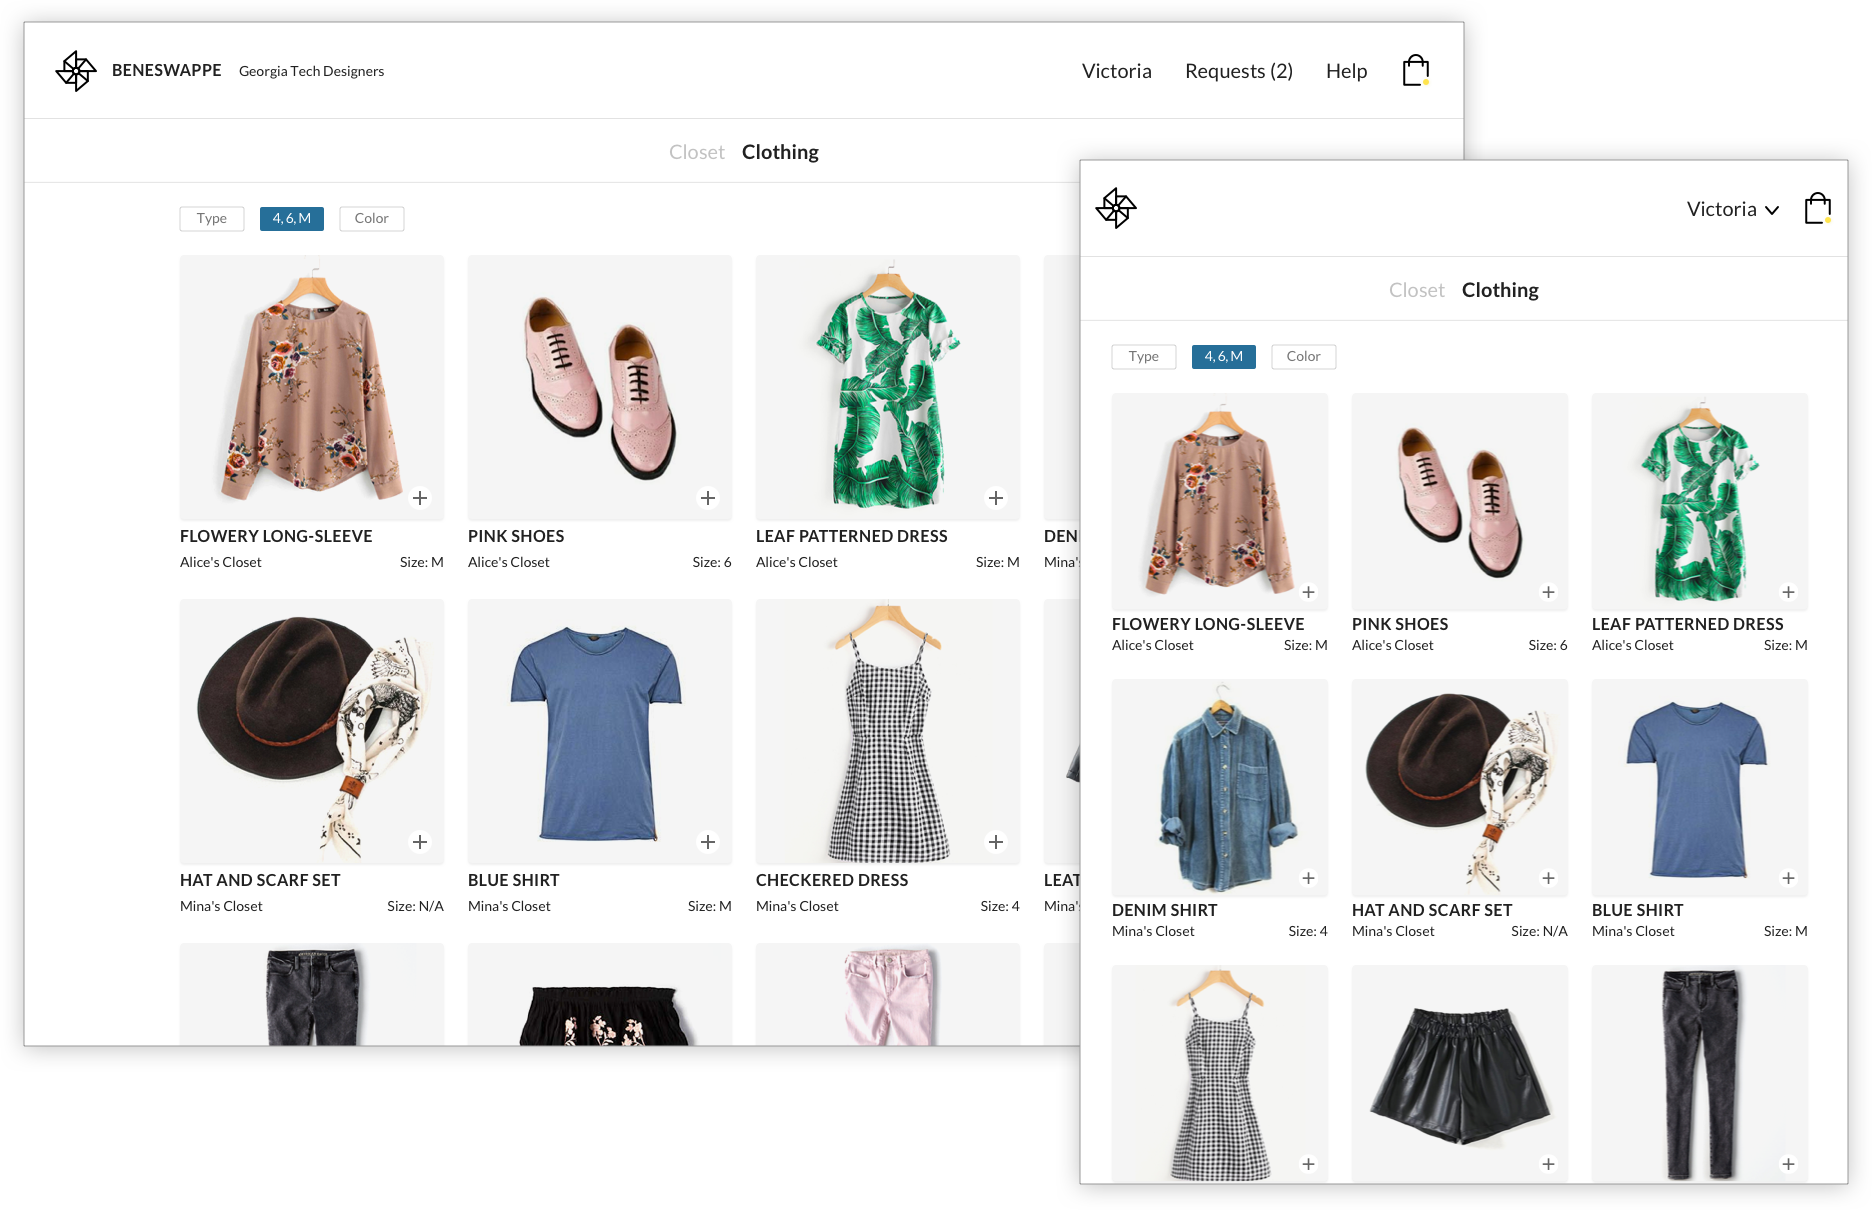 BENESWAPPE Georgia Tech Designers Victoria Requests (2) Help
Closet Clothing
Type 4, 6, M Color
FLOWERY LONG-SLEEVE PINK SHOES LEAF PATTERNED DRESS DENI
Alice's Closet Size: M Alice's Closet Size: 6 Alice's Closet Size: M Mina's
HAT AND SCARF SET BLUE SHIRT CHECKERED DRESS LEAT
Mina's Closet Size: N/A Mina's Closet Size: M Mina's Closet Size: 4 Mina's
Victoria
Closet Clothing
Type 4, 6, M Color
FLOWERY LONG-SLEEVE PINK SHOES LEAF PATTERNED DRESS
Alice's Closet Size: M Alice's Closet Size: 6 Alice's Closet Size: M
DENIM SHIRT HAT AND SCARF SET BLUE SHIRT
Mina's Closet Size: 4 Mina's Closet Size: N/A Mina's Closet Size: M